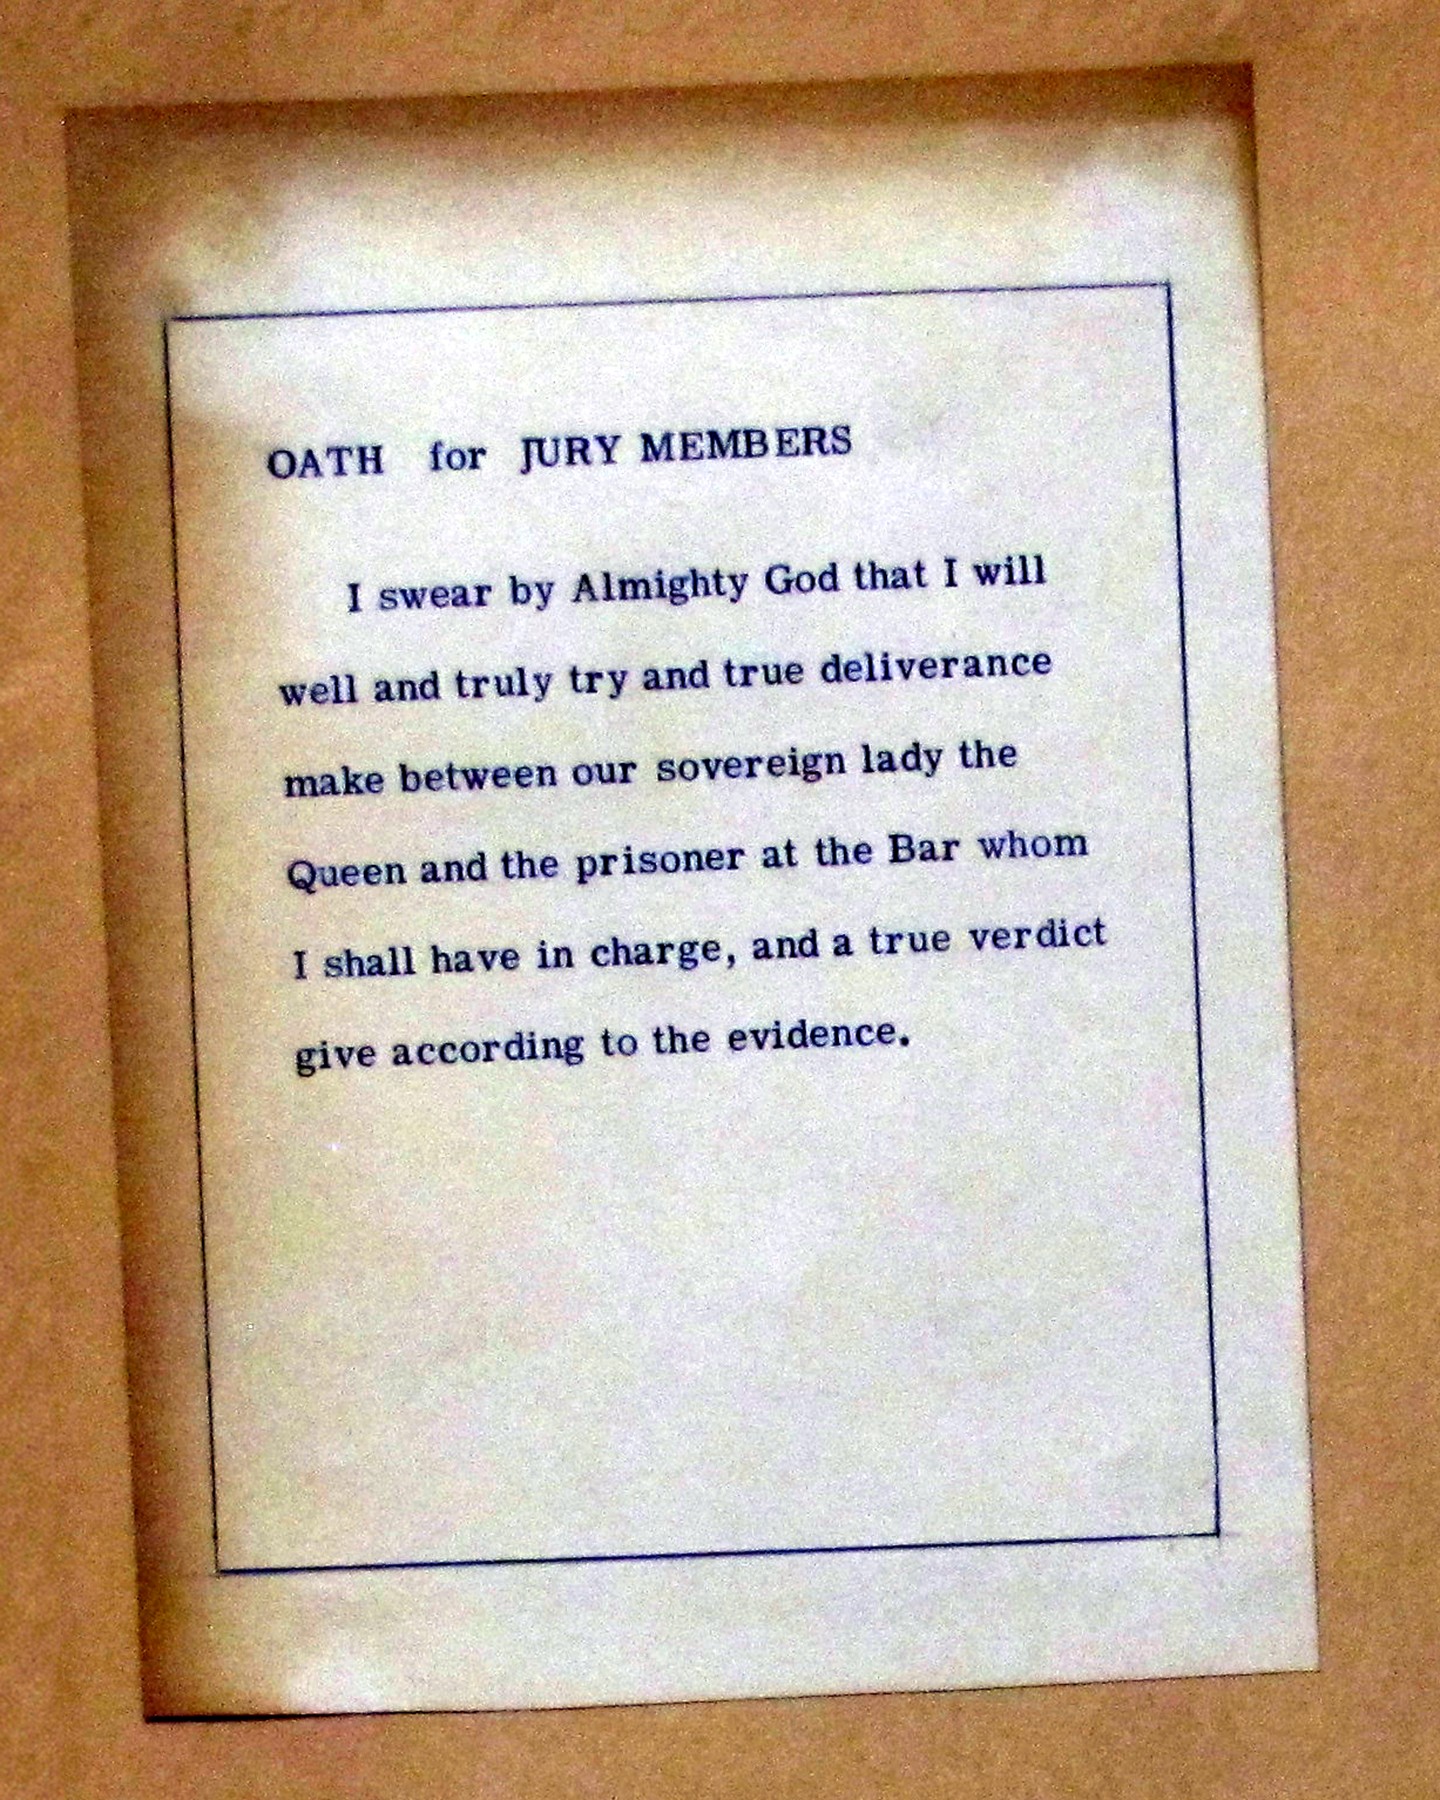 OATH for JURY MEMBERS
I swear by Almighty God that I will
well and truly try and true deliverance
make between our sovereign lady the
Queen and the prisoner at the Bar whom
I shall have in charge, and a true verdict
give according to the evidence.